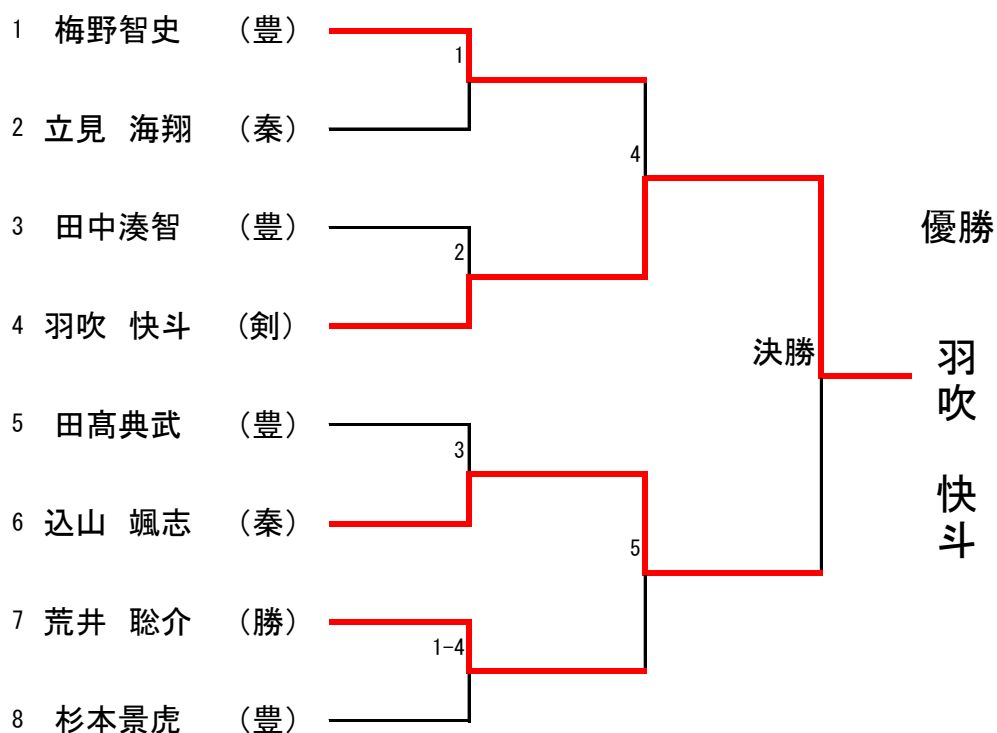 1 梅野智史 （豊）
1
2 立見 海翔 （秦）
4
3 田中湊智 （豊）
2
優勝
4 羽吹 快斗 （剣）
決勝
羽吹 快斗
5 田髙典武 （豊）
3
6 込山 颯志 （秦）
5
7 荒井 聡介 （勝）
1-4
8 杉本景虎 （豊）